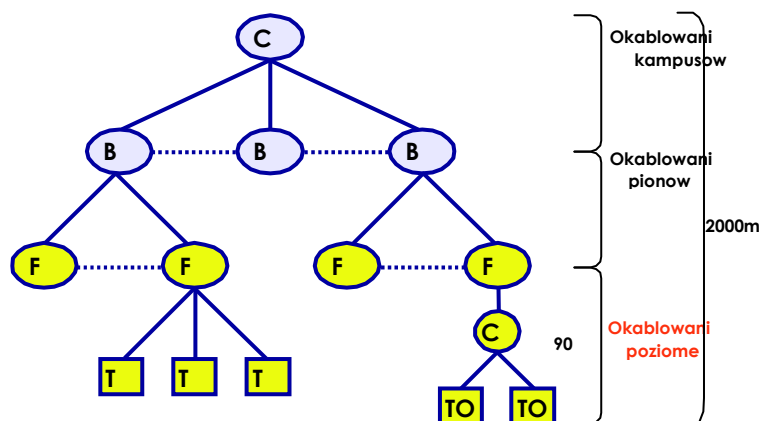 C
Okablowani
kampusow
B B B
Okablowani
pionow
2000m
F F F F
C
90
Okablowani
poziome
T T T
TO TO